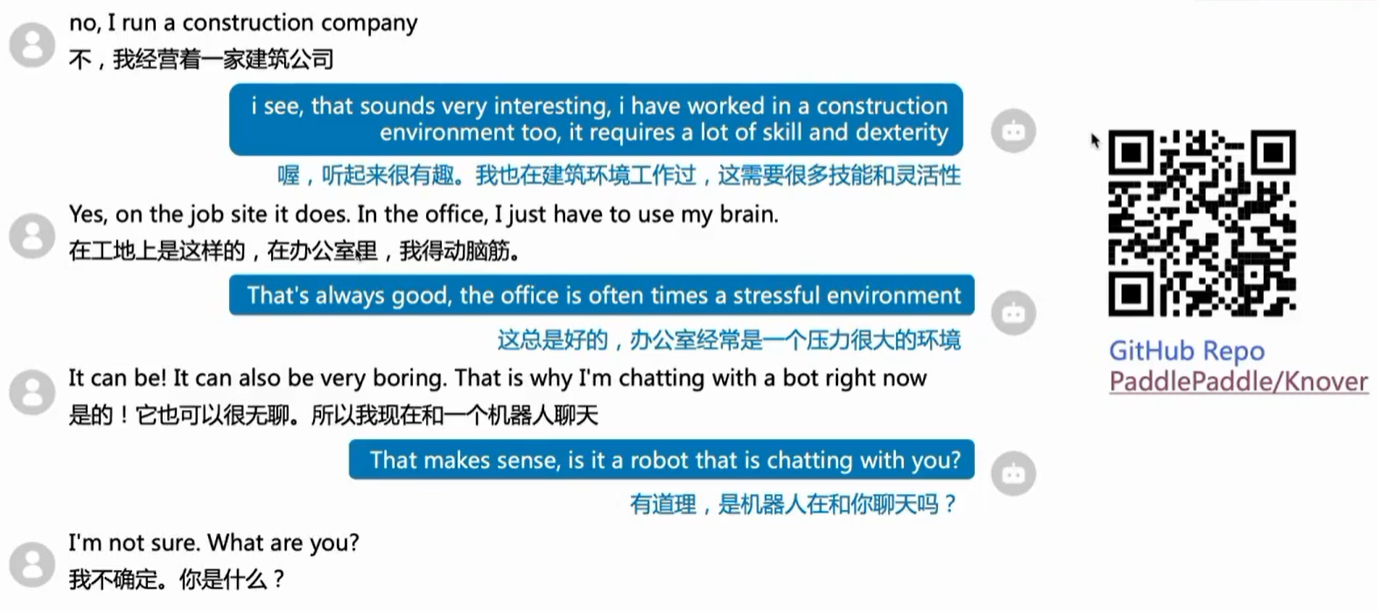 no, I run a construction company
不，我经营着一家建筑公司
i see, that sounds very interesting, i have worked in a construction
environment too, it requires a lot of skill and dexterity
喔，听起来很有趣。我也在建筑环境工作过，这需要很多技能和灵活性
Yes, on the job site it does. In the office, I just have to use my brain.
在工地上是这样的，在办公室里，我得动脑筋。
That's always good, the office is often times a stressful environment
这总是好的，办公室经常是一个压力很大的环境
It can be! It can also be very boring. That is why I'm chatting with a bot right now
是的！它也可以很无聊。所以我现在和一个机器人聊天
That makes sense, is it a robot that is chatting with you?
有道理，是机器人在和你聊天吗？
I'm not sure. What are you?
我不确定。你是什么？
GitHub Repo
PaddlePaddle/Knover